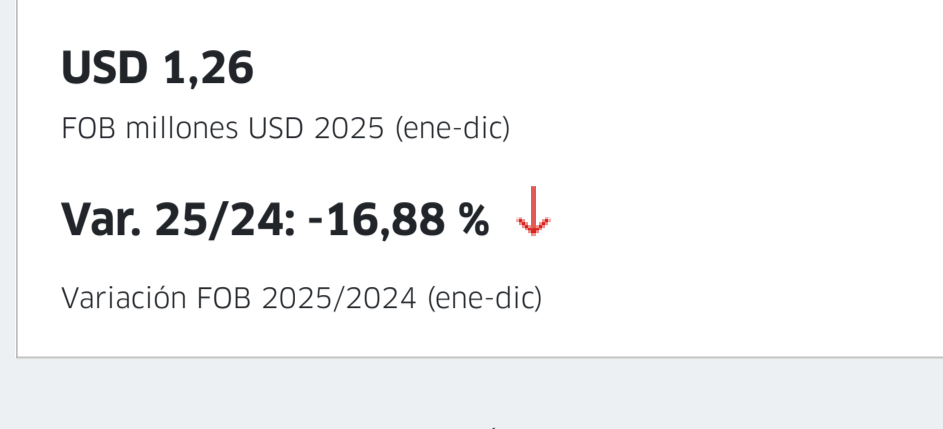 USD 1,26
FOB millones USD 2025 (ene-dic)
Var. 25/24: -16,88 %
Variación FOB 2025/2024 (ene-dic)